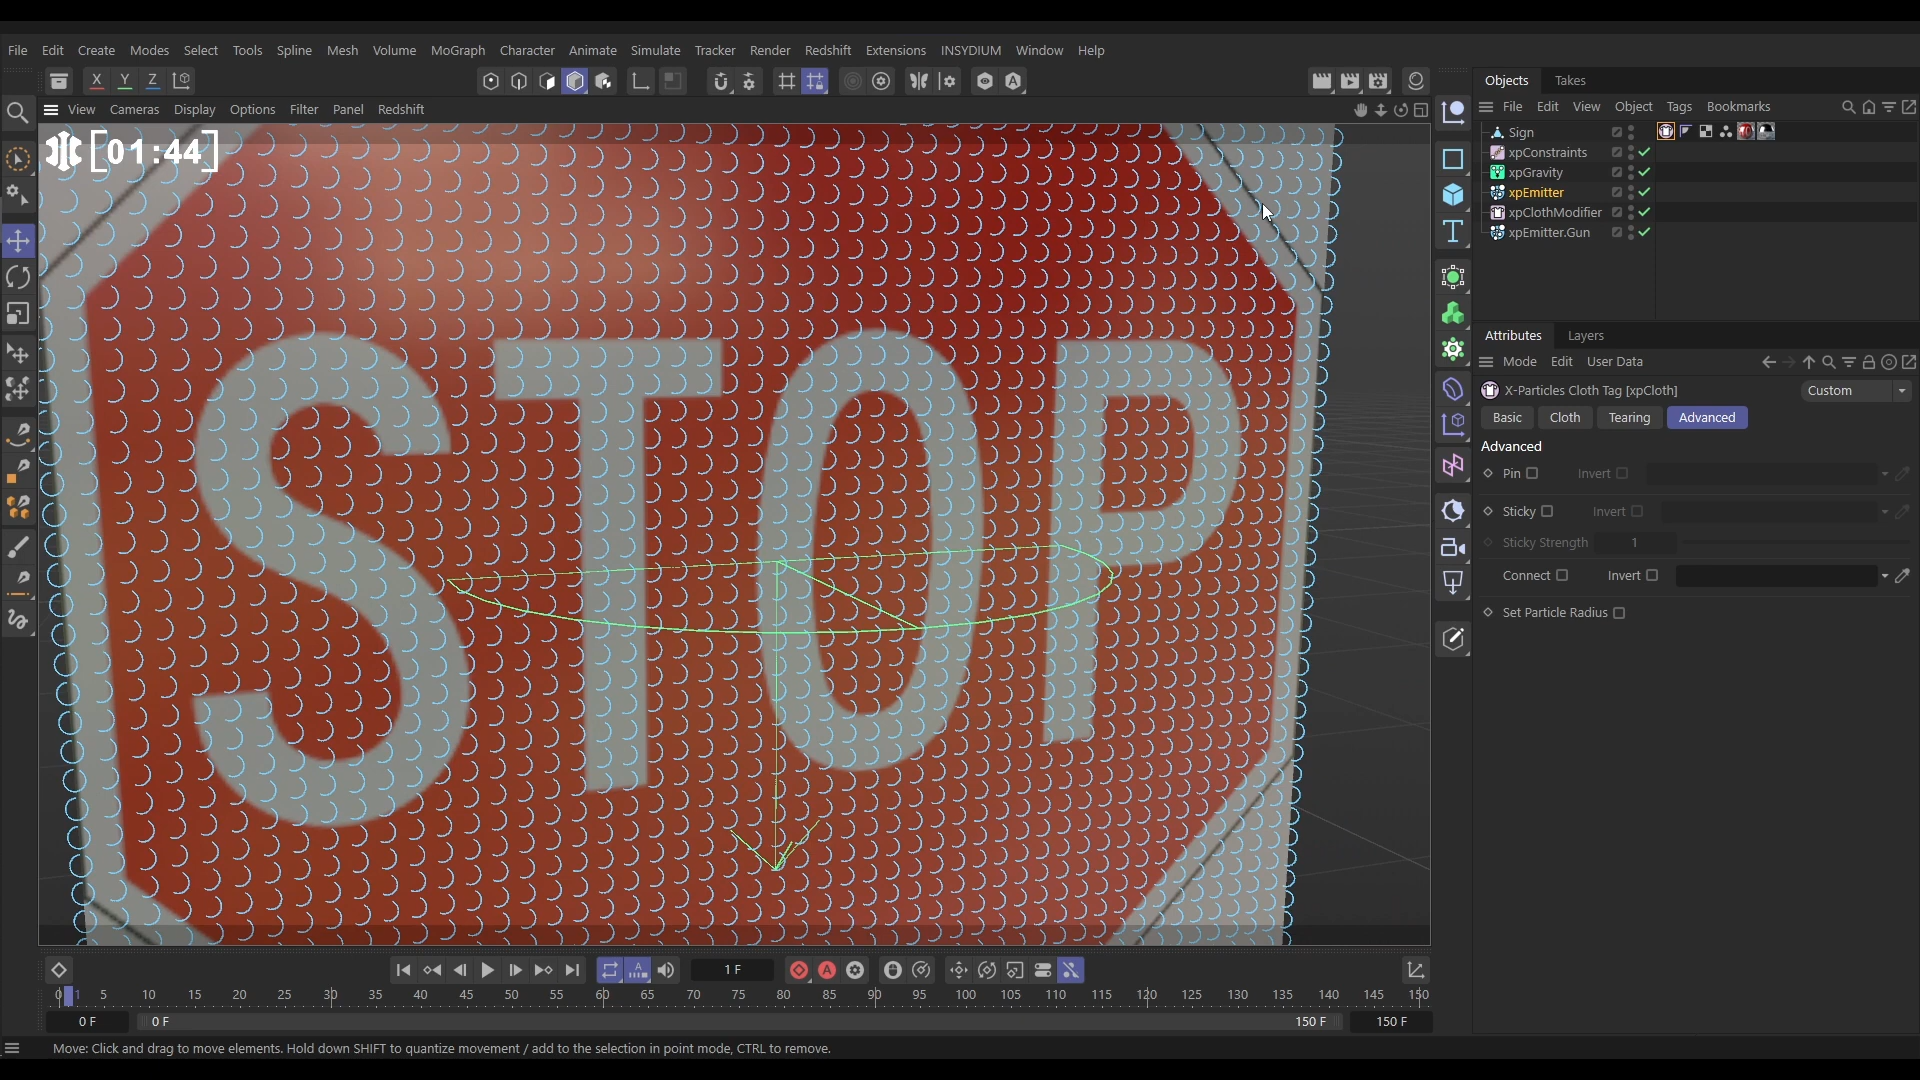 File Edit Create Modes Select Tools Spline Mesh Volume MoGraph Character Animate Simulate Tracker Render Redshift Extensions INSYDIUM Window Help
X Y Z
View Cameras Display Options Filter Panel Redshift
[01:44]
STOP
1 F
0 1 5 10 15 20 25 30 35 40 45 50 55 60 65 70 75 80 85 90 95 100 105 110 115 120 125 130 135 140 145 150
0 F 0 F 150 F 150 F
Move: Click and drag to move elements. Hold down SHIFT to quantize movement / add to the selection in point mode, CTRL to remove.
Objects Takes
File Edit View Object Tags Bookmarks
Sign
xpConstraints
xpGravity
xpEmitter
xpClothModifier
xpEmitter.Gun
Attributes Layers
Mode Edit User Data
X-Particles Cloth Tag [xpCloth] Custom
Basic Cloth Tearing Advanced
Advanced
Pin Invert
Sticky Invert
Sticky Strength 1
Connect Invert
Set Particle Radius